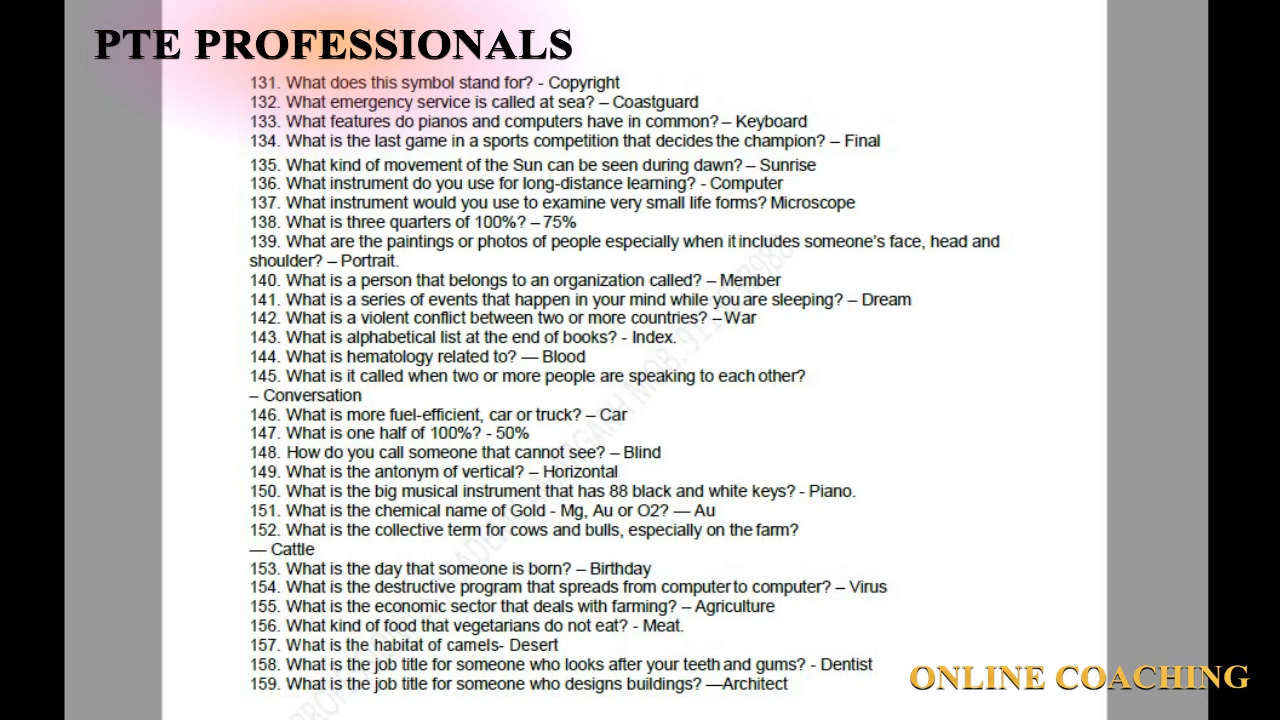 PTE PROFESSIONALS
131. What does this symbol stand for? - Copyright
132. What emergency service is called at sea? – Coastguard
133. What features do pianos and computers have in common? – Keyboard
134. What is the last game in a sports competition that decides the champion? – Final
135. What kind of movement of the Sun can be seen during dawn? – Sunrise
136. What instrument do you use for long-distance learning? - Computer
137. What instrument would you use to examine very small life forms? Microscope
138. What is three quarters of 100%? – 75%
139. What are the paintings or photos of people especially when it includes someone's face, head and
shoulder? – Portrait.
140. What is a person that belongs to an organization called? – Member
141. What is a series of events that happen in your mind while you are sleeping? – Dream
142. What is a violent conflict between two or more countries? – War
143. What is alphabetical list at the end of books? - Index.
144. What is hematology related to? — Blood
145. What is it called when two or more people are speaking to each other?
– Conversation
146. What is more fuel-efficient, car or truck? – Car
147. What is one half of 100%? - 50%
148. How do you call someone that cannot see? – Blind
149. What is the antonym of vertical? – Horizontal
150. What is the big musical instrument that has 88 black and white keys? - Piano.
151. What is the chemical name of Gold - Mg, Au or O2? — Au
152. What is the collective term for cows and bulls, especially on the farm?
— Cattle
153. What is the day that someone is born? – Birthday
154. What is the destructive program that spreads from computer to computer? – Virus
155. What is the economic sector that deals with farming? – Agriculture
156. What kind of food that vegetarians do not eat? - Meat.
157. What is the habitat of camels- Desert
158. What is the job title for someone who looks after your teeth and gums? - Dentist
159. What is the job title for someone who designs buildings? —Architect
ONLINE COACHING